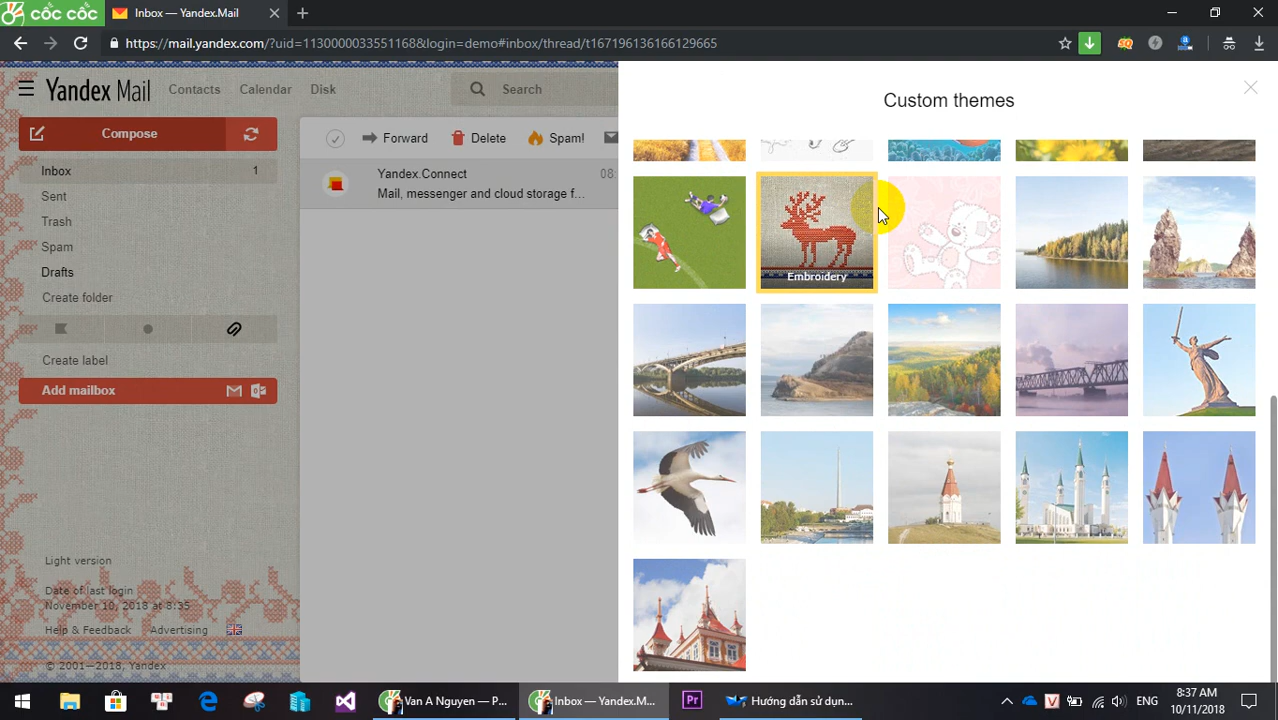 cốc cốc
Inbox — Yandex.Mail
https://mail.yandex.com/?uid=1130000033551168&login=demo#inbox/thread/t167196136166129665
Yandex Mail
Contacts
Calendar
Disk
Search
Custom themes
Compose
Forward
Delete
Spam!
Inbox
1
Sent
Trash
Spam
Drafts
Create folder
Create label
Add mailbox
Yandex.Connect
08:
Mail, messenger and cloud storage f...
Embroidery
Light version
Date of last login
November 10, 2018 at 8:35
Help & Feedback
Advertising
© 2001—2018, Yandex
Van A Nguyen — P...
Inbox — Yandex.M...
Pr
Hướng dẫn sử dụn...
ENG
8:37 AM
10/11/2018